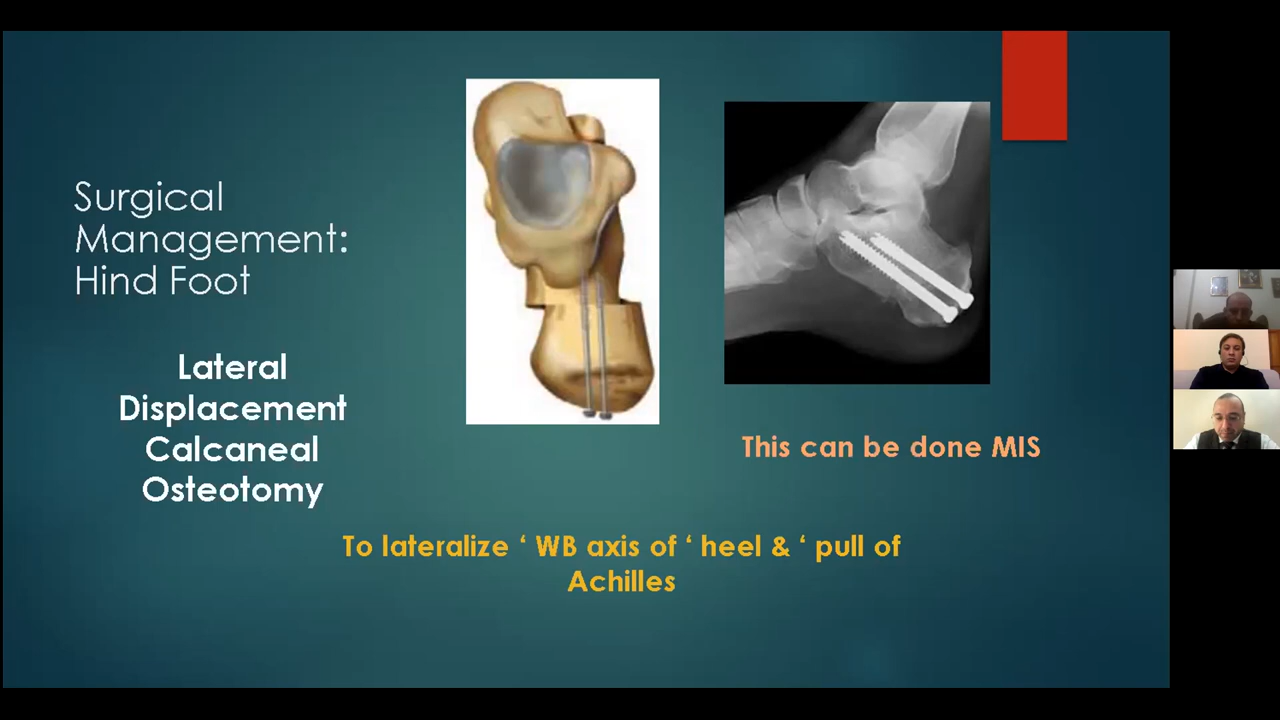 Surgical
Management:
Hind Foot
Lateral
Displacement
Calcaneal
Osteotomy
This can be done MIS
To lateralize ‘ WB axis of ‘ heel & ‘ pull of
Achilles